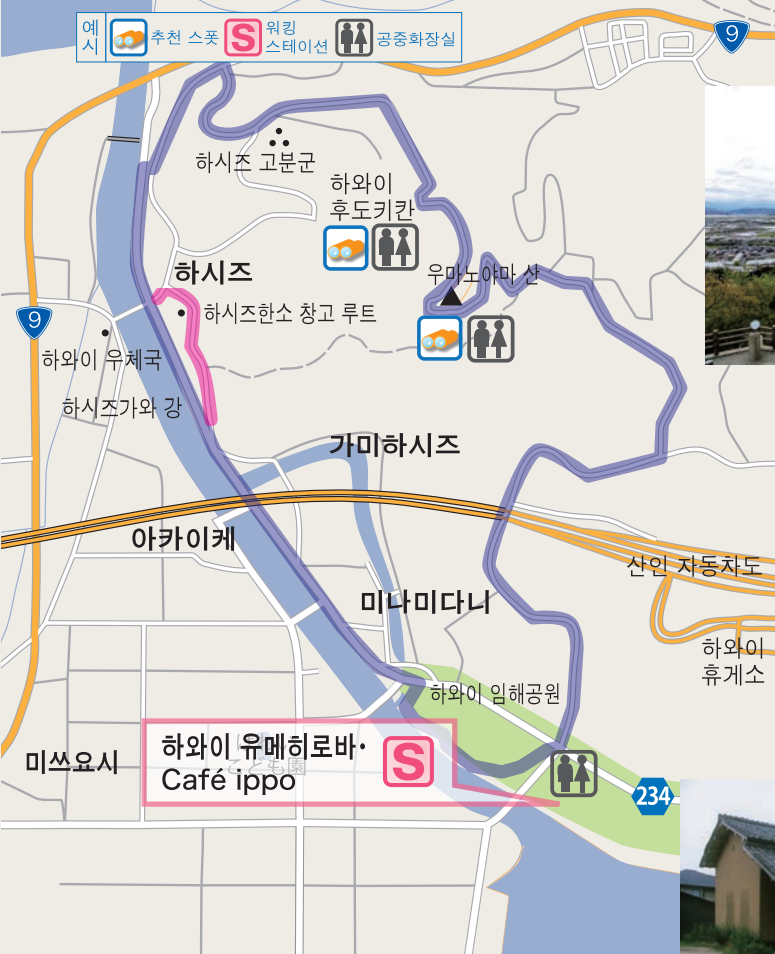 예시
추천 스폿
S
워킹
스테이션
공중화장실
9
하시즈 고분군
하와이
후도키칸
우마노야마 산
하시즈
하시즈한소 창고 루트
9
하와이 우체국
하시즈가와 강
가미하시즈
아카이케
산인 자동차도
미나미다니
하와이
휴게소
하와이 임해공원
미쓰요시
하와이 유메히로바·
Café ippo
S
こども園
234